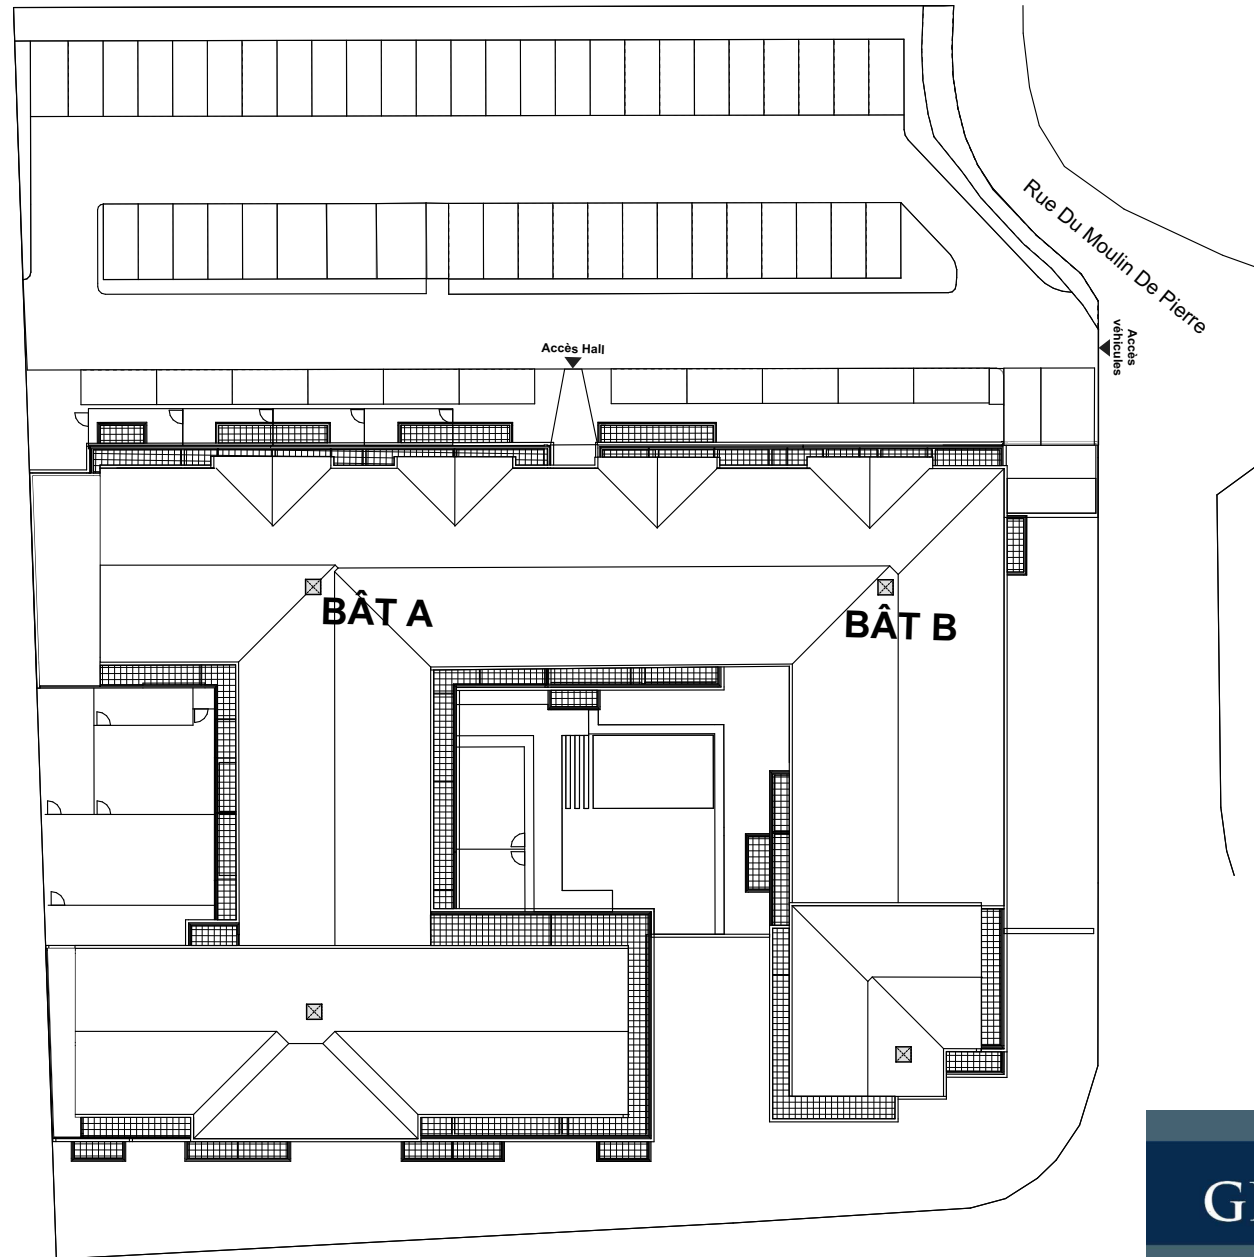 Rue Du Moulin De Pierre
Accès
véhicules
Accès Hall
BÂT A
BÂT B